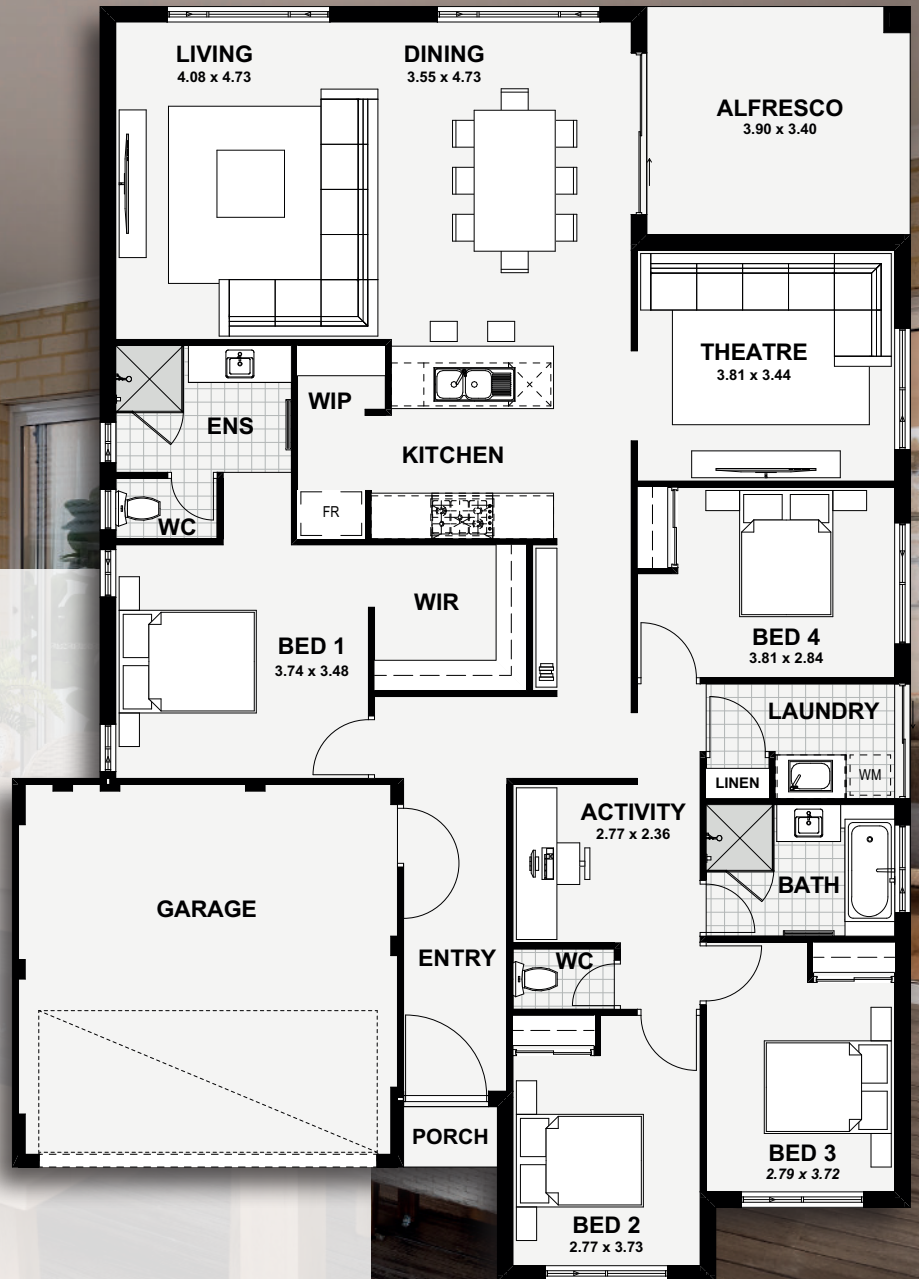 LIVING
4.08 x 4.73
DINING
3.55 x 4.73
ALFRESCO
3.90 x 3.40
THEATRE
3.81 x 3.44
WIP
ENS
KITCHEN
FR
WC
WIR
BED 1
3.74 x 3.48
BED 4
3.81 x 2.84
LAUNDRY
LINEN
WM
ACTIVITY
2.77 x 2.36
BATH
GARAGE
ENTRY
WC
PORCH
BED 3
2.79 x 3.72
BED 2
2.77 x 3.73